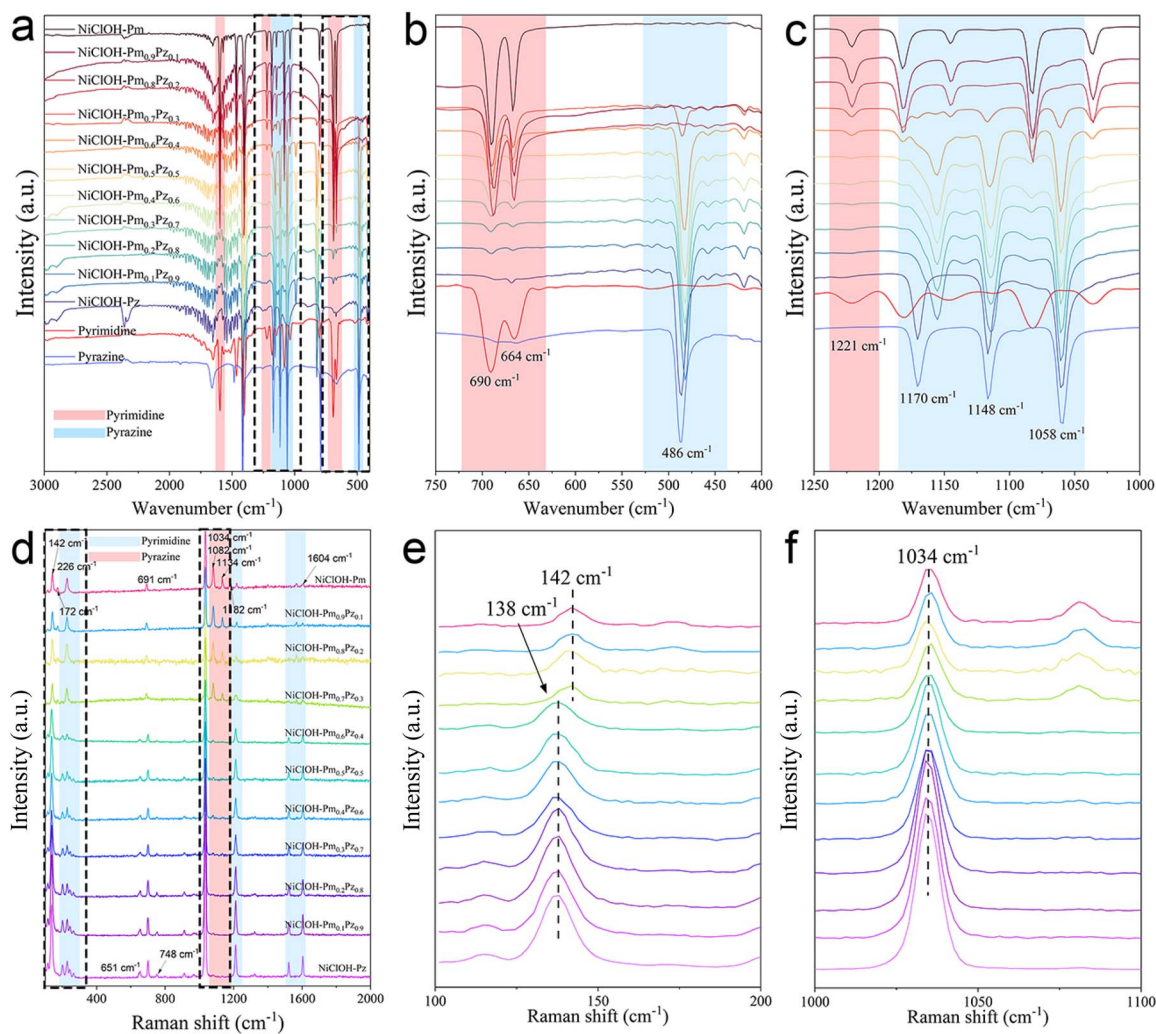 a
NiClOH-Pm
NiClOH-Pm0.9Pz0.1
NiClOH-Pm0.8Pz0.2
NiClOH-Pm0.7Pz0.3
NiClOH-Pm0.6Pz0.4
NiClOH-Pm0.5Pz0.5
NiClOH-Pm0.4Pz0.6
NiClOH-Pm0.3Pz0.7
NiClOH-Pm0.2Pz0.8
NiClOH-Pm0.1Pz0.9
NiClOH-Pz
Pyrimidine
Pyrazine
Pyrimidine
Pyrazine
Intensity (a.u.)
3000 2500 2000 1500 1000 500
Wavenumber (cm-1)
b
664 cm-1
690 cm-1
486 cm-1
Intensity (a.u.)
750 700 650 600 550 500 450 400
Wavenumber (cm-1)
c
1221 cm-1
1170 cm-1
1148 cm-1
1058 cm-1
Intensity (a.u.)
1250 1200 1150 1100 1050 1000
Wavenumber (cm-1)
d
Pyrimidine
Pyrazine
142 cm-1
226 cm-1
172 cm-1
691 cm-1
1034 cm-1
1082 cm-1
1134 cm-1
1182 cm-1
1604 cm-1
NiClOH-Pm
NiClOH-Pm0.9Pz0.1
NiClOH-Pm0.8Pz0.2
NiClOH-Pm0.7Pz0.3
NiClOH-Pm0.6Pz0.4
NiClOH-Pm0.5Pz0.5
NiClOH-Pm0.4Pz0.6
NiClOH-Pm0.3Pz0.7
NiClOH-Pm0.2Pz0.8
NiClOH-Pm0.1Pz0.9
651 cm-1
748 cm-1
NiClOH-Pz
Intensity (a.u.)
400 800 1200 1600 2000
Raman shift (cm-1)
e
142 cm-1
138 cm-1
Intensity (a.u.)
100 150 200
Raman shift (cm-1)
f
1034 cm-1
Intensity (a.u.)
1000 1050 1100
Raman shift (cm-1)